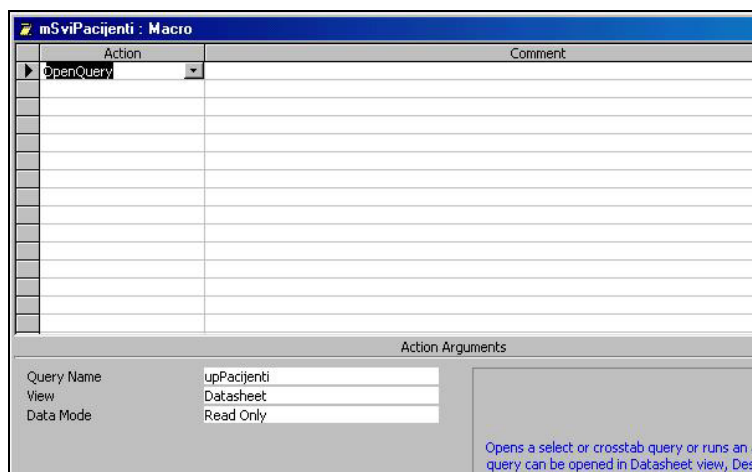 mSviPacijenti : Macro
Action Comment
OpenQuery
Action Arguments
Query Name upPacijenti
View Datasheet
Data Mode Read Only
Opens a select or crosstab query or runs an
query can be opened in Datasheet view, Des